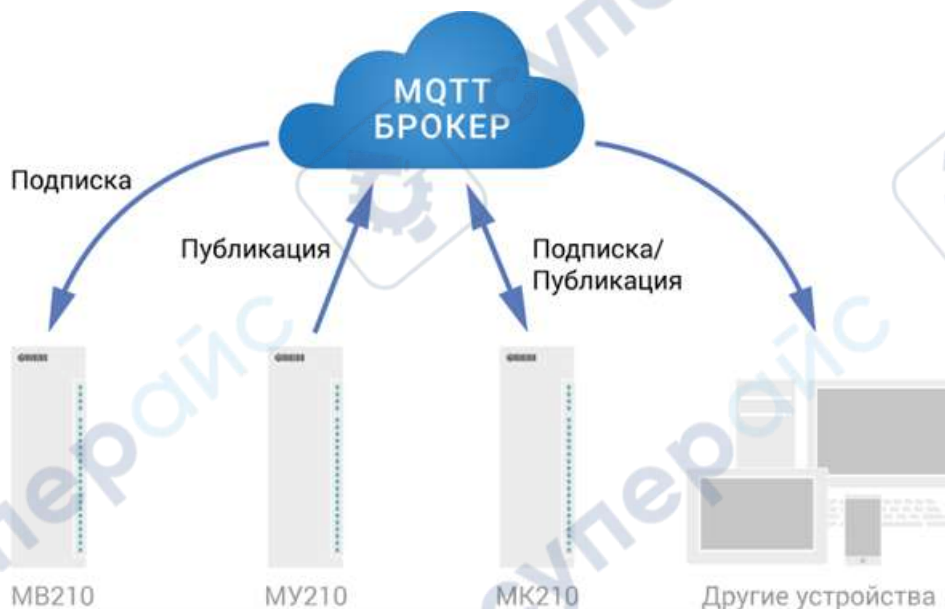 MQTT
БРОКЕР
Подписка
Публикация
Подписка/
Публикация
МВ210
МУ210
МК210
Другие устройства